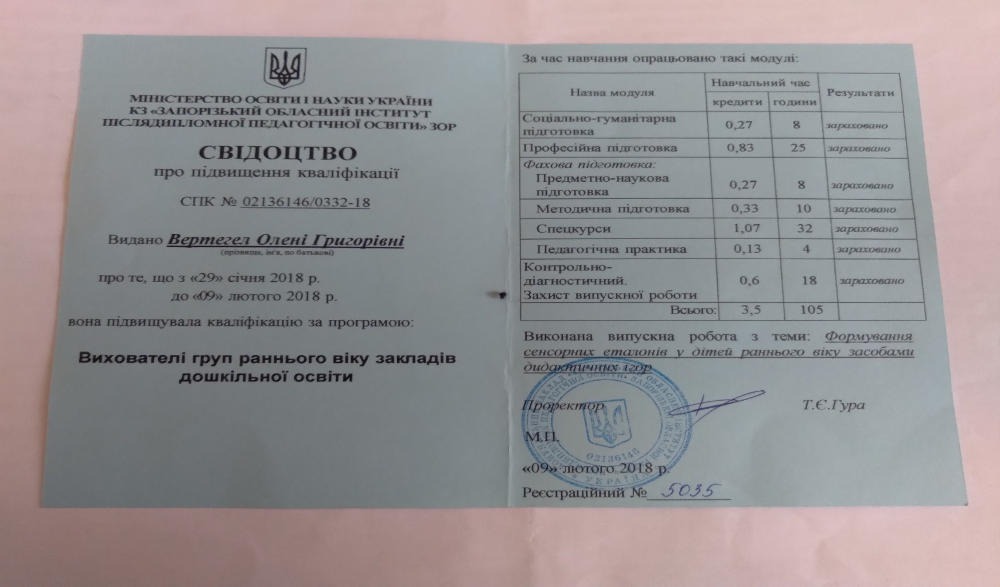 МІНІСТЕРСТВО ОСВІТИ І НАУКИ УКРАЇНИ
КЗ «ЗАПОРІЗЬКИЙ ОБЛАСНИЙ ІНСТИТУТ
ПІСЛЯДИПЛОМНОЇ ПЕДАГОГІЧНОЇ ОСВІТИ» ЗОР
СВІДОЦТВО
про підвищення кваліфікації
СПК № 02136146/0332-18
Видано Вертегел Олені Григорівні
(прізвище, ім'я, по батькові)
про те, що з «29» січня 2018 р.
до «09» лютого 2018 р.
вона підвищувала кваліфікацію за програмою:
Вихователі груп раннього віку закладів
дошкільної освіти
За час навчання опрацьовано такі модулі:
Назва модуля Навчальний час Результати
кредити години
Соціально-гуманітарна
підготовка 0,27 8 зараховано
Професійна підготовка 0,83 25 зараховано
Фахова підготовка:
Предметно-наукова
підготовка 0,27 8 зараховано
Методична підготовка 0,33 10 зараховано
Спецкурси 1,07 32 зараховано
Педагогічна практика 0,13 4 зараховано
Контрольно-
діагностичний. 0,6 18 зараховано
Захист випускної роботи
Всього: 3,5 105
Виконана випускна робота з теми: Формування
сенсорних еталонів у дітей раннього віку засобами
дидактичних ігор
Проректор Т.Є.Гура
М.П.
02136146
УКРАЇНА
«09» лютого 2018 р.
Реєстраційний № 5035